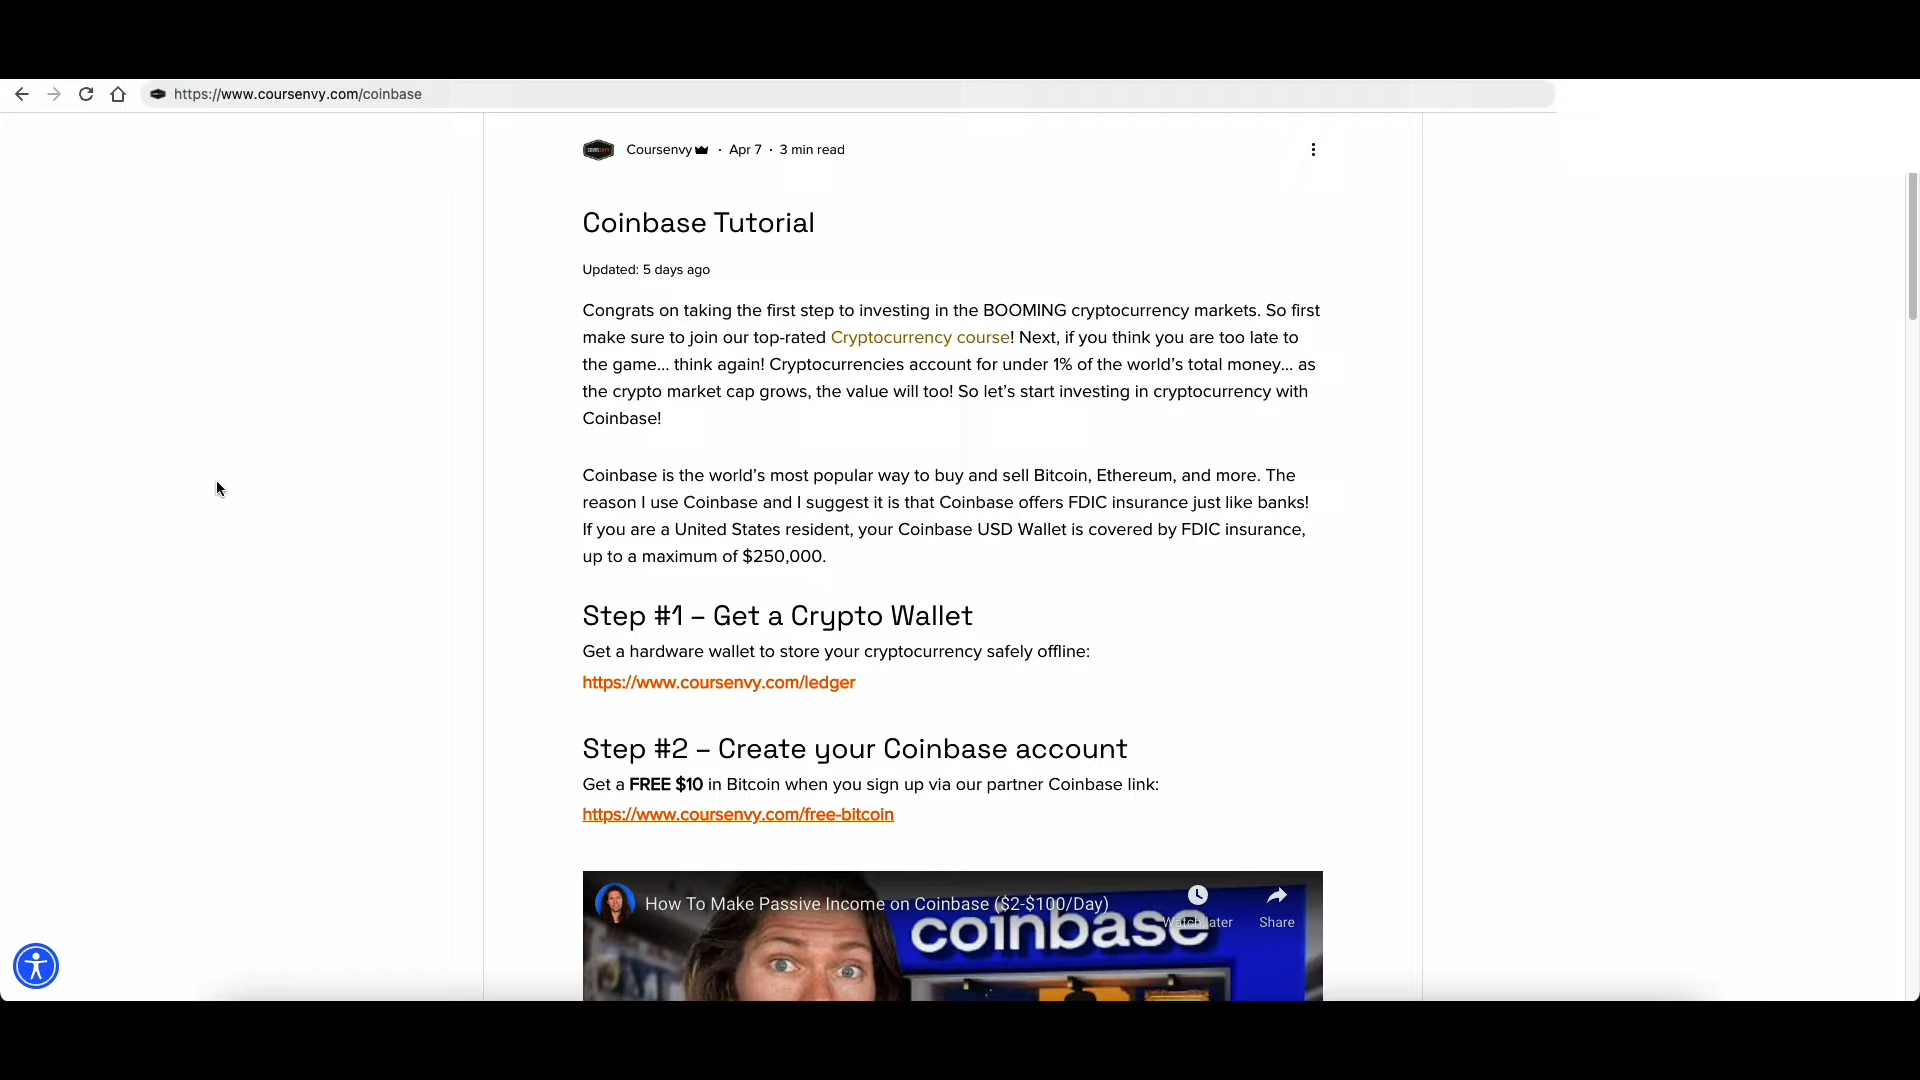 https://www.coursenvy.com/coinbase
Coursenvy · Apr 7 · 3 min read
Coinbase Tutorial
Updated: 5 days ago
Congrats on taking the first step to investing in the BOOMING cryptocurrency markets. So first
make sure to join our top-rated Cryptocurrency course! Next, if you think you are too late to
the game... think again! Cryptocurrencies account for under 1% of the world’s total money... as
the crypto market cap grows, the value will too! So let’s start investing in cryptocurrency with
Coinbase!
Coinbase is the world’s most popular way to buy and sell Bitcoin, Ethereum, and more. The
reason I use Coinbase and I suggest it is that Coinbase offers FDIC insurance just like banks!
If you are a United States resident, your Coinbase USD Wallet is covered by FDIC insurance,
up to a maximum of $250,000.
Step #1 – Get a Crypto Wallet
Get a hardware wallet to store your cryptocurrency safely offline:
https://www.coursenvy.com/ledger
Step #2 – Create your Coinbase account
Get a FREE $10 in Bitcoin when you sign up via our partner Coinbase link:
https://www.coursenvy.com/free-bitcoin
How To Make Passive Income on Coinbase ($2-$100/Day)
coinbase
Watch later
Share